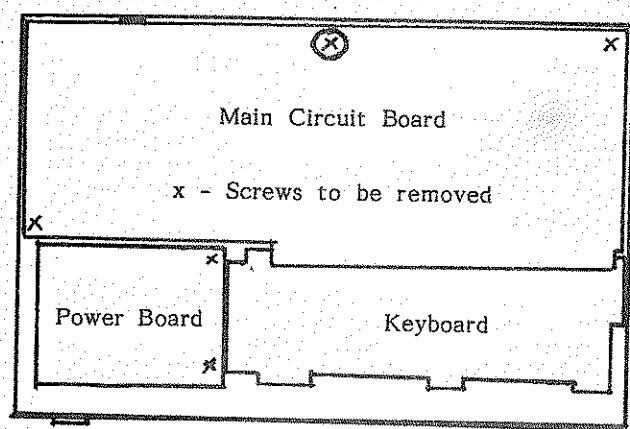 x x
Main Circuit Board
x - Screws to be removed
x
x
Power Board Keyboard
x